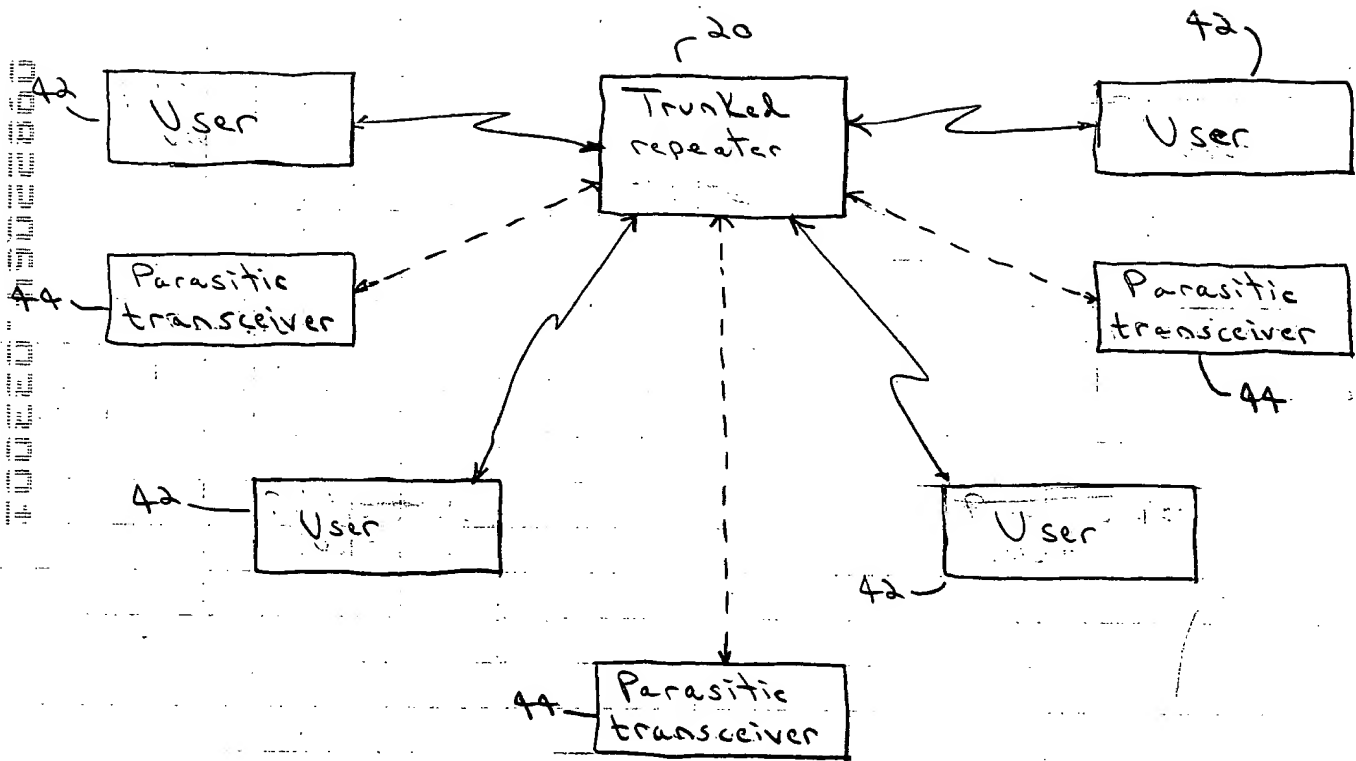 20
42
42
User
Trunked
repeater
User
Parasitic
transceiver
44
Parasitic
transceiver
44
42
User
User
42
44
Parasitic
transceiver